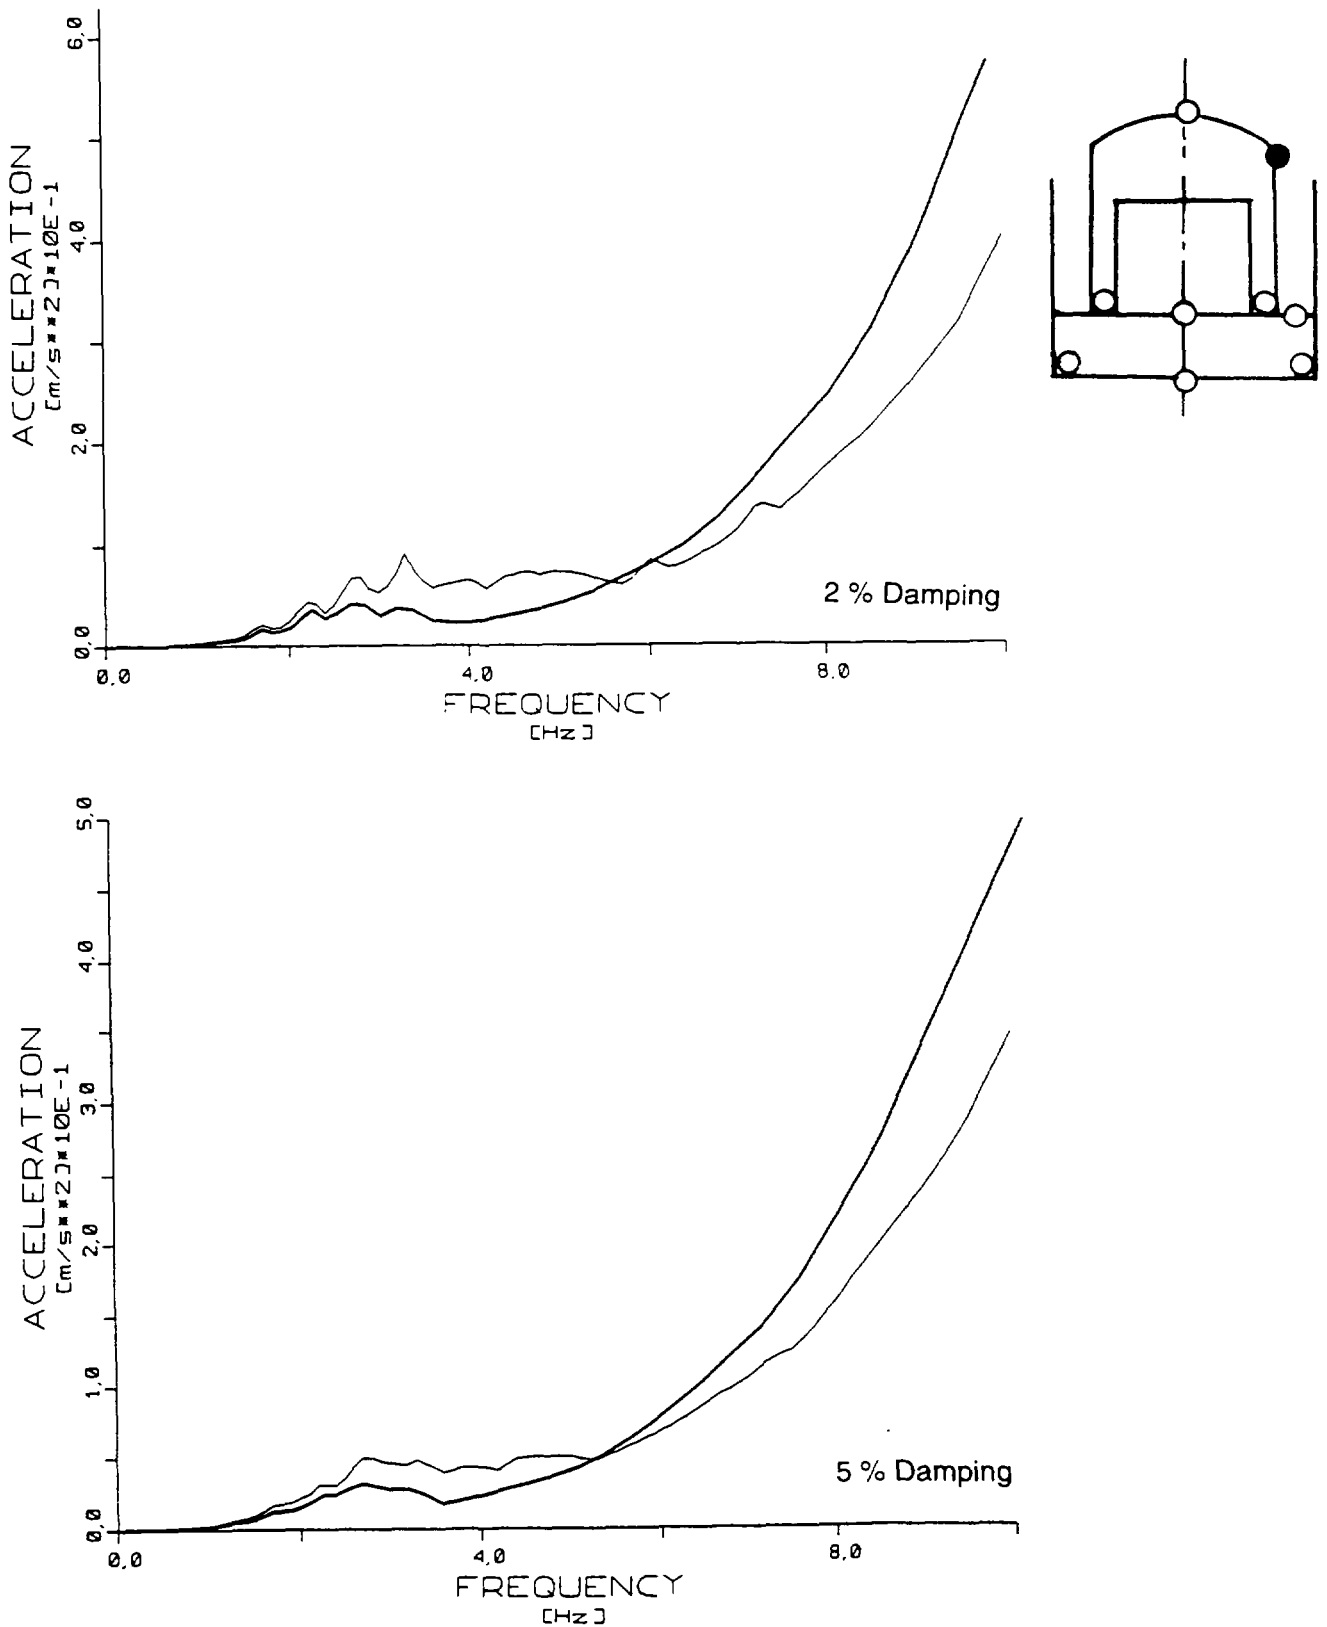 6,0
4,0
2,0
0,0
ACCELERATION
[m/s**2]*10E-1
2 % Damping
0,0
4,0
8,0
FREQUENCY
[Hz]
5,0
4,0
3,0
2,0
1,0
0,0
ACCELERATION
[m/s**2]*10E-1
5 % Damping
0,0
4,0
8,0
FREQUENCY
[Hz]